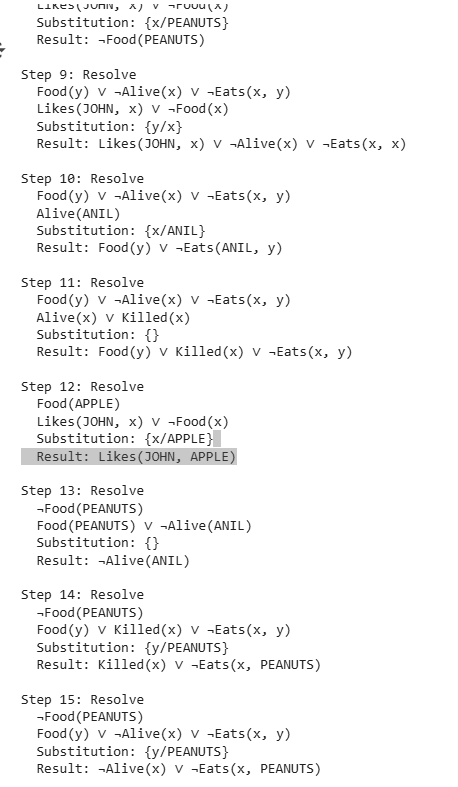 Likes(JOHN, x) ∨ ¬Food(x)
Substitution: {x/PEANUTS}
Result: ¬Food(PEANUTS)
Step 9: Resolve
Food(y) ∨ ¬Alive(x) ∨ ¬Eats(x, y)
Likes(JOHN, x) ∨ ¬Food(x)
Substitution: {y/x}
Result: Likes(JOHN, x) ∨ ¬Alive(x) ∨ ¬Eats(x, x)
Step 10: Resolve
Food(y) ∨ ¬Alive(x) ∨ ¬Eats(x, y)
Alive(ANIL)
Substitution: {x/ANIL}
Result: Food(y) ∨ ¬Eats(ANIL, y)
Step 11: Resolve
Food(y) ∨ ¬Alive(x) ∨ ¬Eats(x, y)
Alive(x) ∨ Killed(x)
Substitution: {}
Result: Food(y) ∨ Killed(x) ∨ ¬Eats(x, y)
Step 12: Resolve
Food(APPLE)
Likes(JOHN, x) ∨ ¬Food(x)
Substitution: {x/APPLE}
Result: Likes(JOHN, APPLE)
Step 13: Resolve
¬Food(PEANUTS)
Food(PEANUTS) ∨ ¬Alive(ANIL)
Substitution: {}
Result: ¬Alive(ANIL)
Step 14: Resolve
¬Food(PEANUTS)
Food(y) ∨ Killed(x) ∨ ¬Eats(x, y)
Substitution: {y/PEANUTS}
Result: Killed(x) ∨ ¬Eats(x, PEANUTS)
Step 15: Resolve
¬Food(PEANUTS)
Food(y) ∨ ¬Alive(x) ∨ ¬Eats(x, y)
Substitution: {y/PEANUTS}
Result: ¬Alive(x) ∨ ¬Eats(x, PEANUTS)